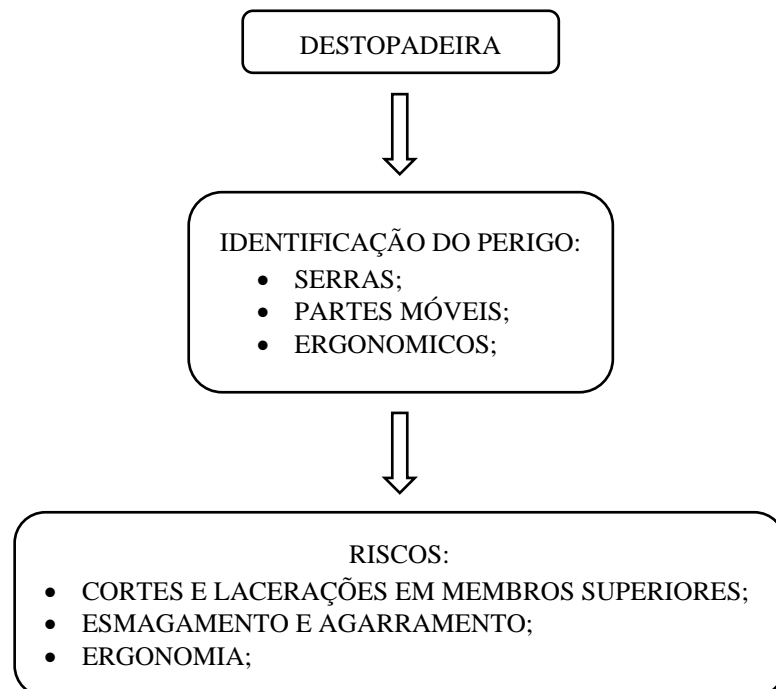 DESTOPADEIRA
IDENTIFICAÇÃO DO PERIGO:
• SERRAS;
• PARTES MÓVEIS;
• ERGONOMICOS;
RISCOS:
• CORTES E LACERAÇÕES EM MEMBROS SUPERIORES;
• ESMAGAMENTO E AGARRAMENTO;
• ERGONOMIA;